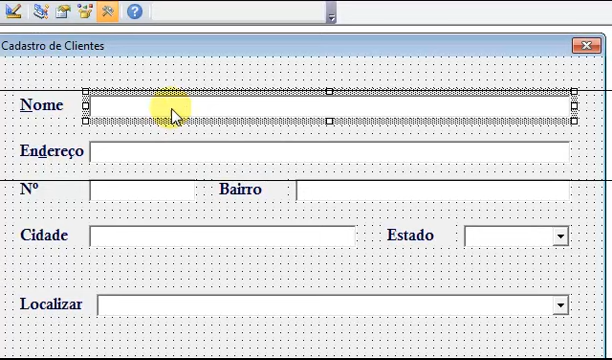 Cadastro de Clientes
Nome
Endereço
Nº Bairro
Cidade Estado
Localizar